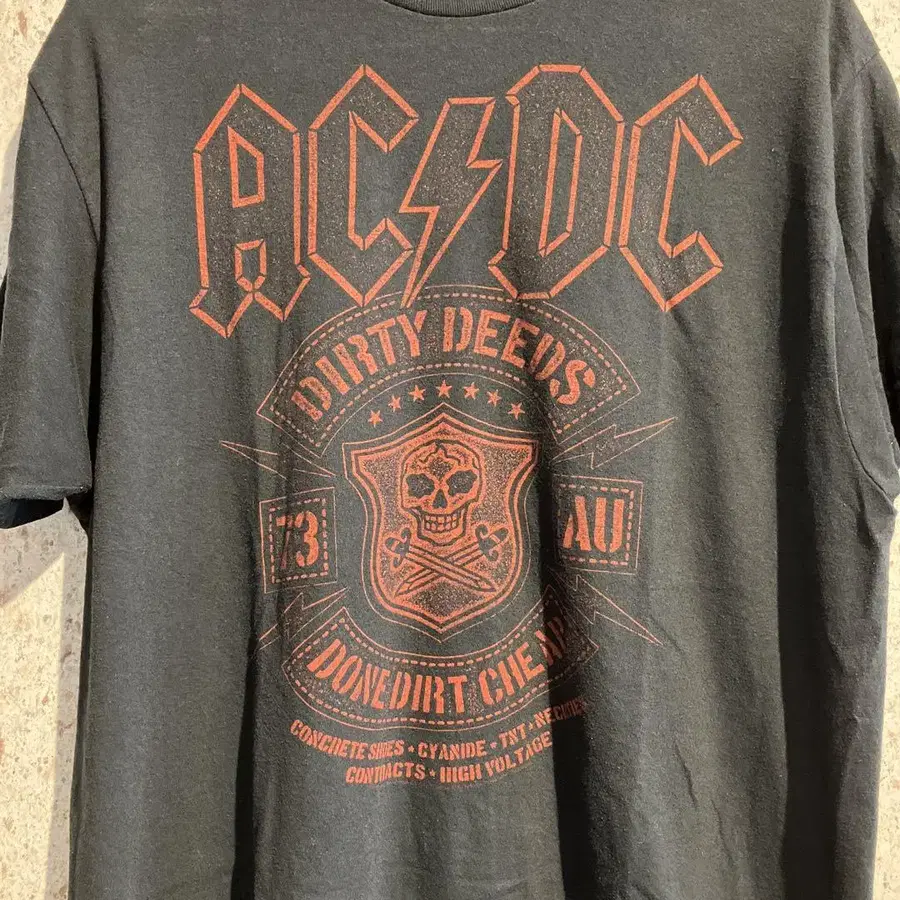 AC/DC
DIRTY DEEDS
73
AU
DONE DIRT CHEAP
CONCRETE SHOES • CYANIDE • TNT • NECKTIES
CONTRACTS • HIGH VOLTAGE